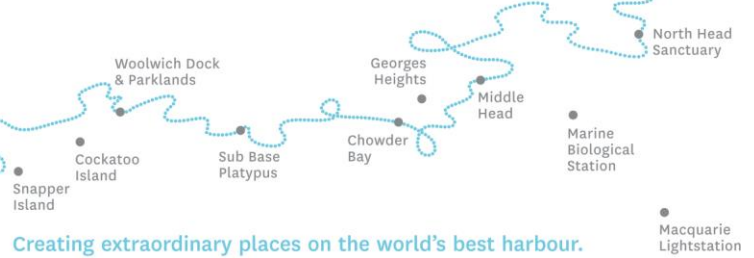 North Head
Sanctuary
Woolwich Dock
& Parklands
Georges
Heights
Middle
Head
Marine
Biological
Station
Chowder
Bay
Sub Base
Platypus
Cockatoo
Island
Snapper
Island
Macquarie
Lightstation
Creating extraordinary places on the world's best harbour.